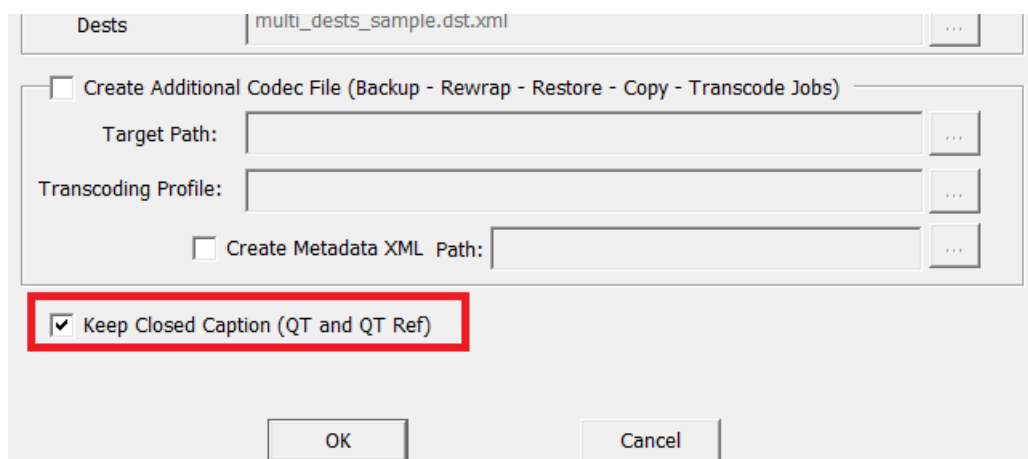 Dests multi_dests_sample.dst.xml ...
Create Additional Codec File (Backup - Rewrap - Restore - Copy - Transcode Jobs)
Target Path: ...
Transcoding Profile: ...
Create Metadata XML Path: ...
Keep Closed Caption (QT and QT Ref)
OK Cancel